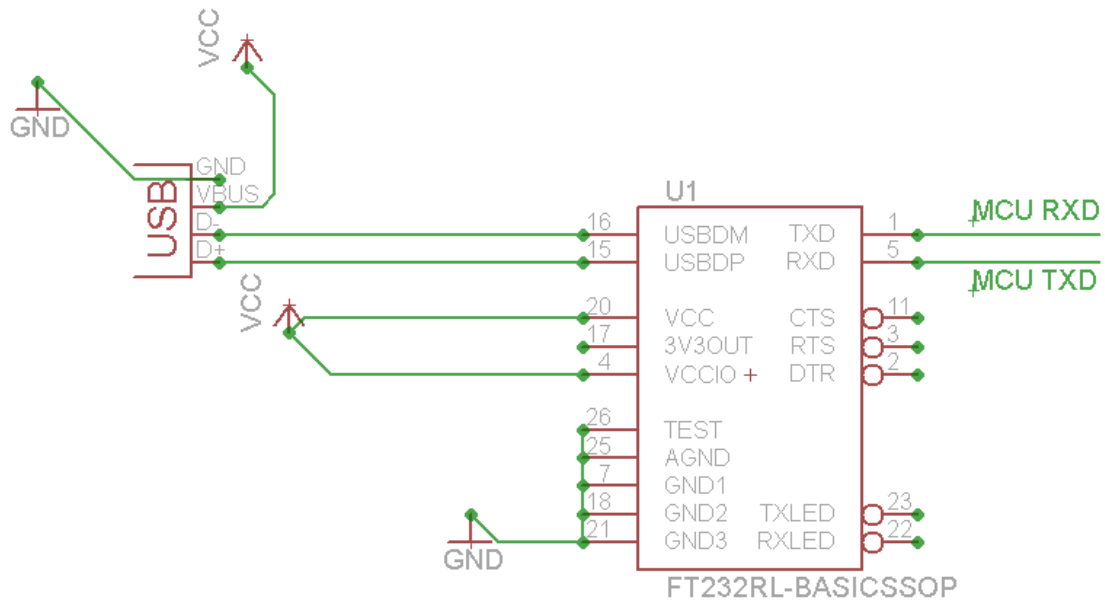 VCC
GND
USB
GND
VBUS
D-
D+
U1
16 USBDM TXD 1 MCU RXD
15 USBDP RXD 5 MCU TXD
VCC
20 VCC CTS 11
17 3V3OUT RTS 3
4 VCCIO + DTR 2
26 TEST
25 AGND
7 GND1
18 GND2 TXLED 23
21 GND3 RXLED 22
GND
FT232RL-BASICSSOP